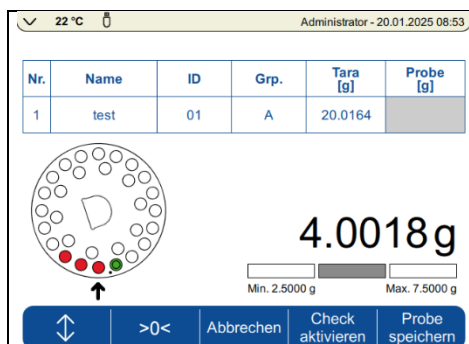 22 °C Administrator - 20.01.2025 08:53
Nr. Name ID Grp. Tara [g] Probe [g]
1 test 01 A 20.0164
4.0018 g
Min. 2.5000 g Max. 7.5000 g
>0< Abbrechen Check aktivieren Probe speichern